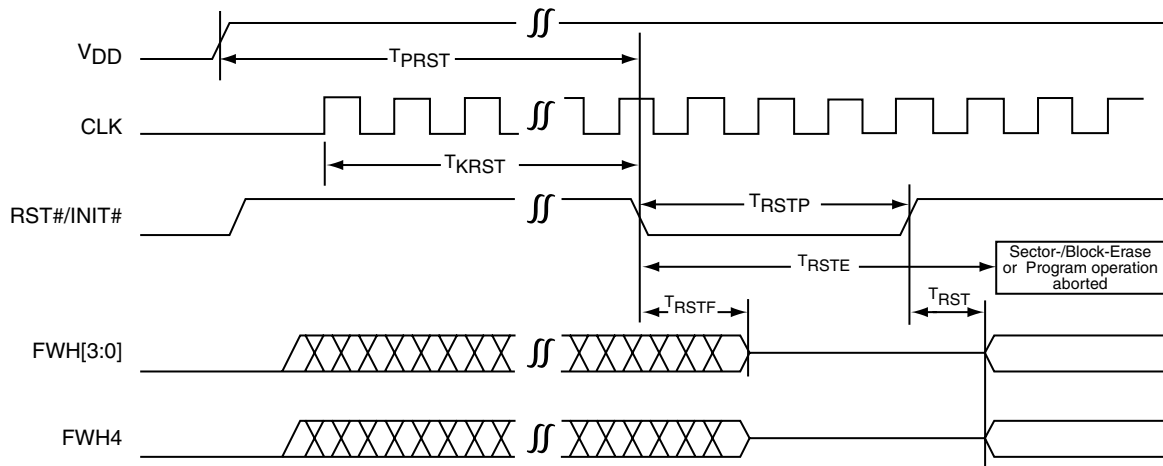 VDD
TPRST
CLK
TKRST
RST#/INIT#
TRSTP
TRSTE
Sector-/Block-Erase
or Program operation
aborted
TRSTF
TRST
FWH[3:0]
FWH4